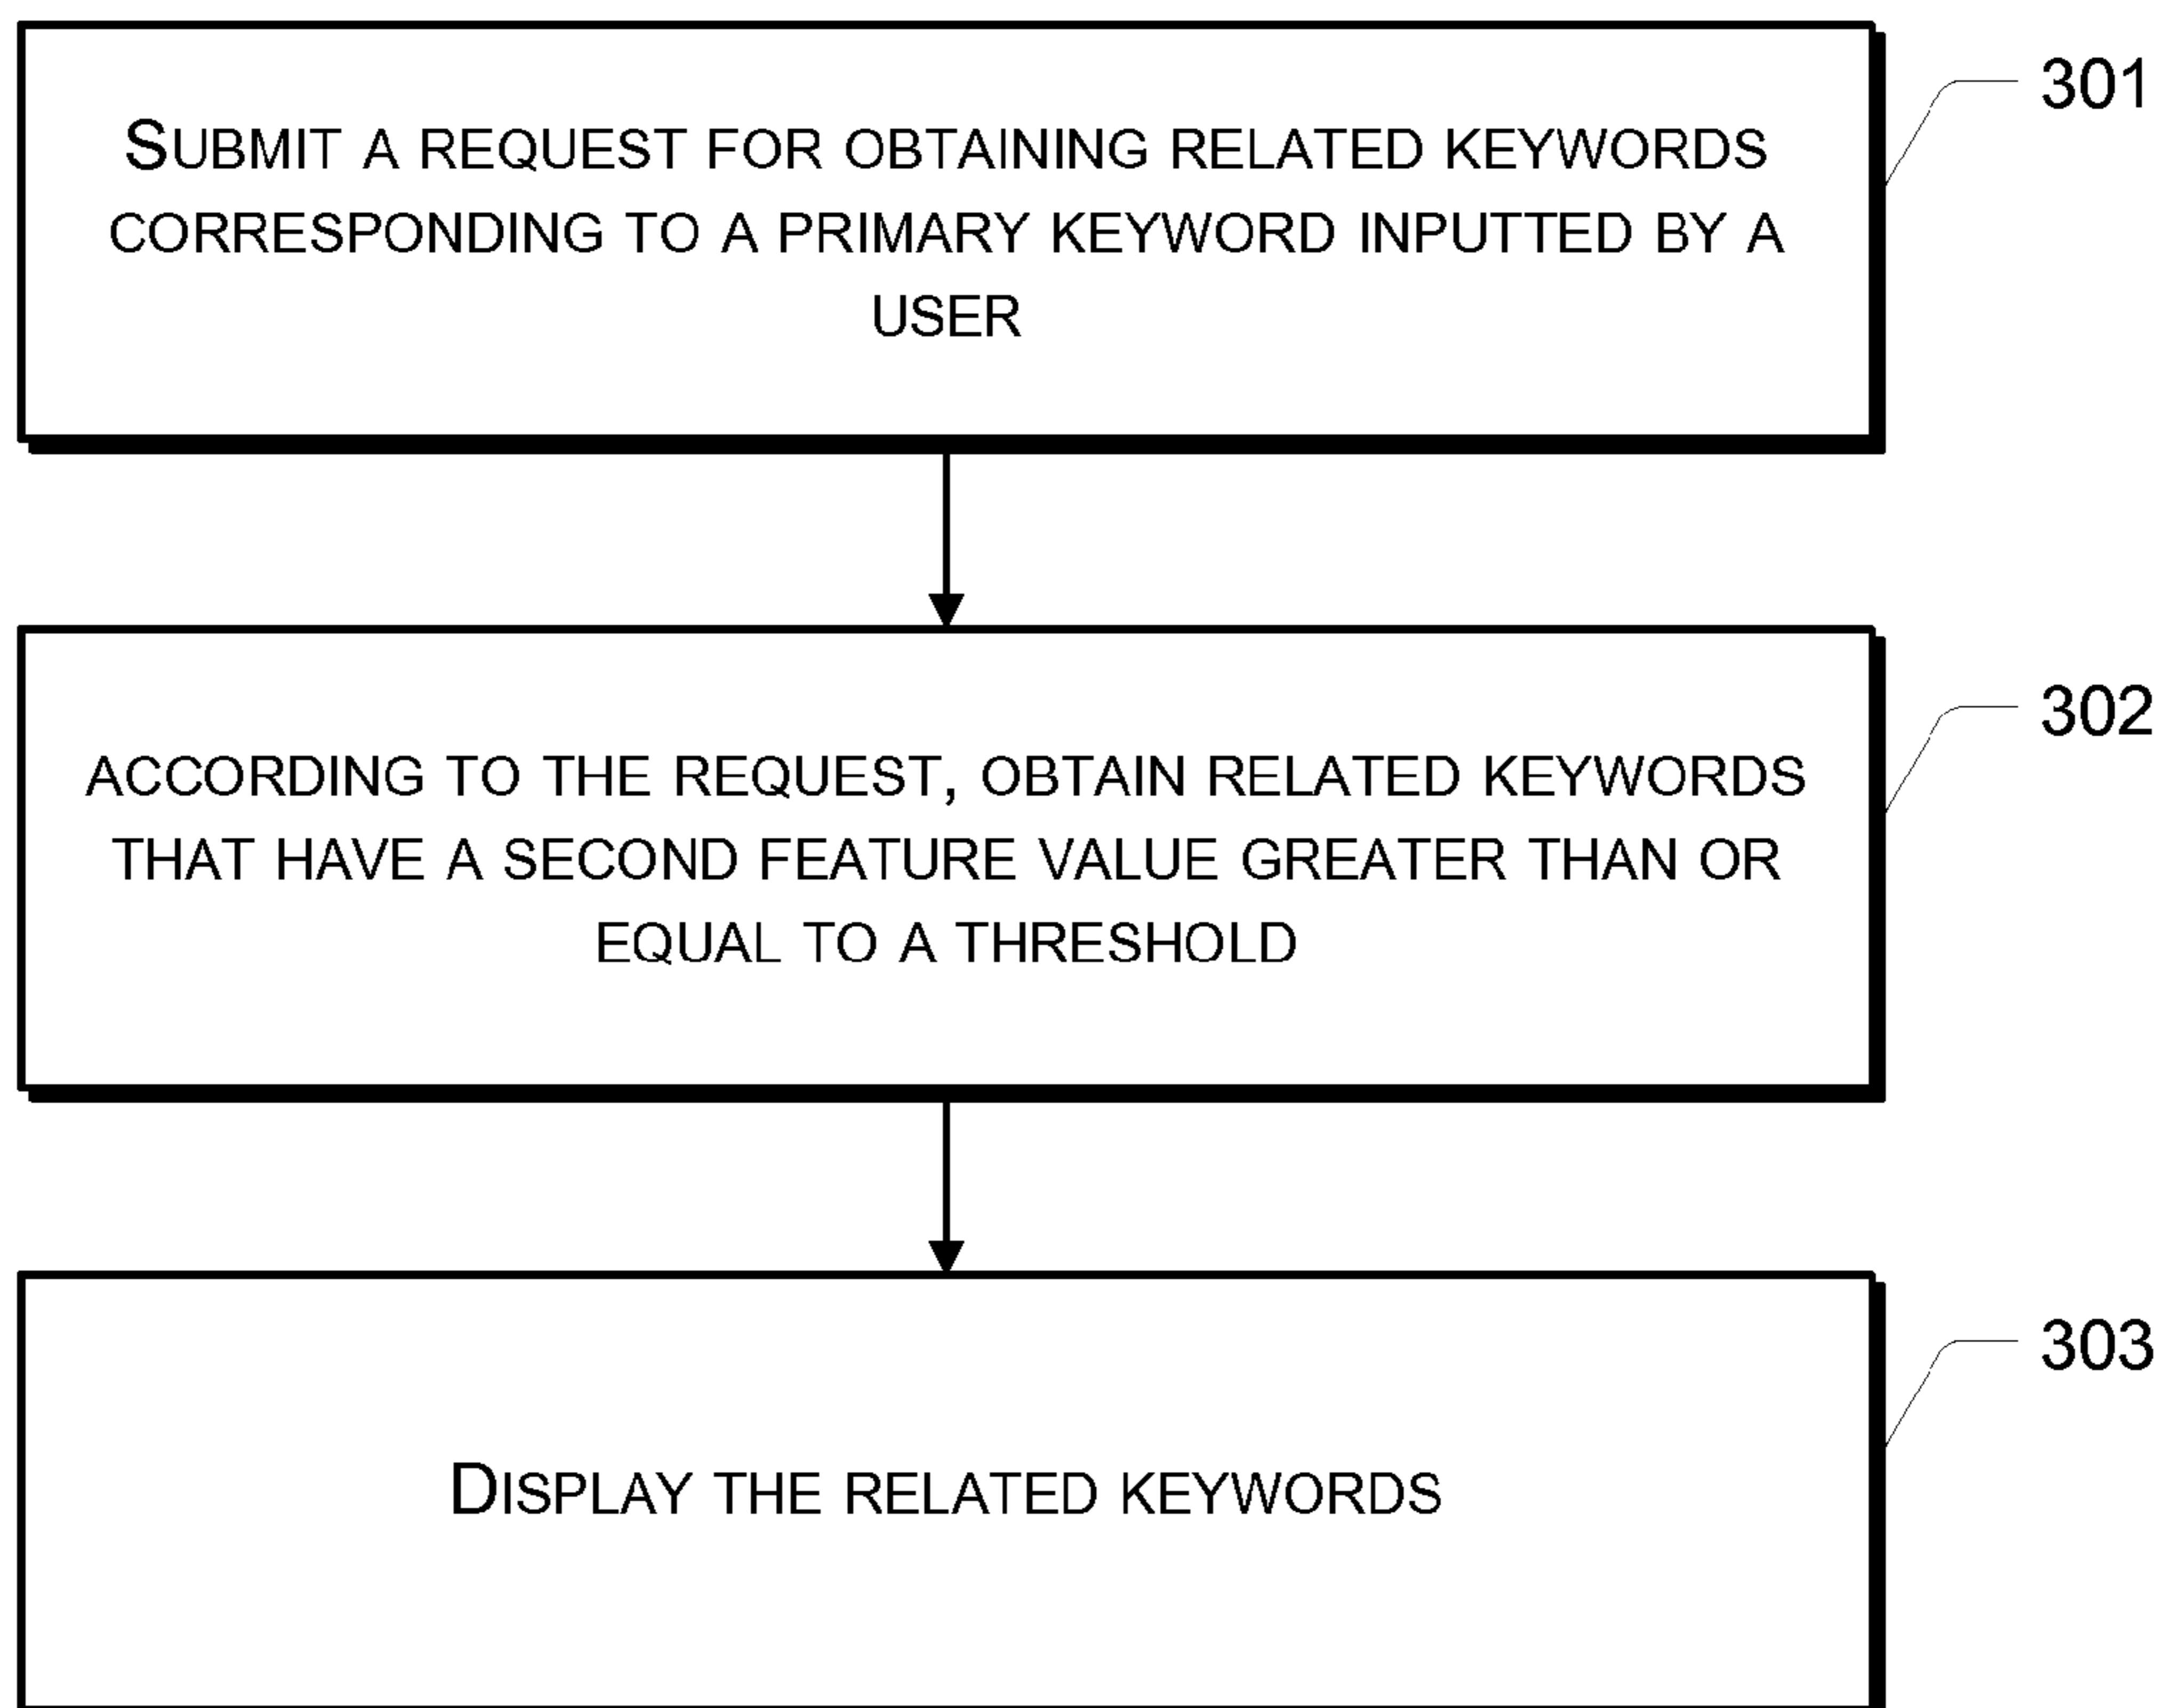 SUBMIT A REQUEST FOR OBTAINING RELATED KEYWORDS
CORRESPONDING TO A PRIMARY KEYWORD INPUTTED BY A
USER
301
ACCORDING TO THE REQUEST, OBTAIN RELATED KEYWORDS
THAT HAVE A SECOND FEATURE VALUE GREATER THAN OR
EQUAL TO A THRESHOLD
302
DISPLAY THE RELATED KEYWORDS
303